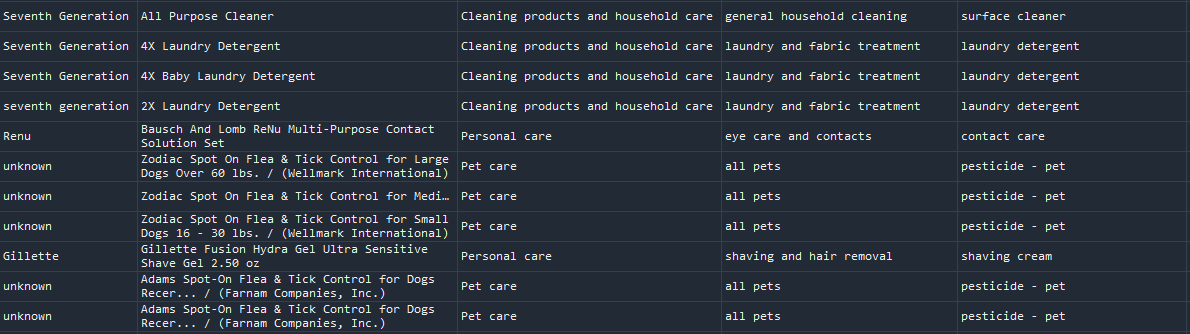 Seventh Generation All Purpose Cleaner Cleaning products and household care general household cleaning surface cleaner
Seventh Generation 4X Laundry Detergent Cleaning products and household care laundry and fabric treatment laundry detergent
Seventh Generation 4X Baby Laundry Detergent Cleaning products and household care laundry and fabric treatment laundry detergent
seventh generation 2X Laundry Detergent Cleaning products and household care laundry and fabric treatment laundry detergent
Renu Bausch And Lomb ReNu Multi-Purpose Contact
Solution Set Personal care eye care and contacts contact care
unknown Zodiac Spot On Flea & Tick Control for Large
Dogs Over 60 lbs. / (Wellmark International) Pet care all pets pesticide - pet
unknown Zodiac Spot On Flea & Tick Control for Medi… Pet care all pets pesticide - pet
unknown Zodiac Spot On Flea & Tick Control for Small
Dogs 16 - 30 lbs. / (Wellmark International) Pet care all pets pesticide - pet
Gillette Gillette Fusion Hydra Gel Ultra Sensitive
Shave Gel 2.50 oz Personal care shaving and hair removal shaving cream
unknown Adams Spot-On Flea & Tick Control for Dogs
Recer... / (Farnam Companies, Inc.) Pet care all pets pesticide - pet
unknown Adams Spot-On Flea & Tick Control for Dogs
Recer... / (Farnam Companies, Inc.) Pet care all pets pesticide - pet